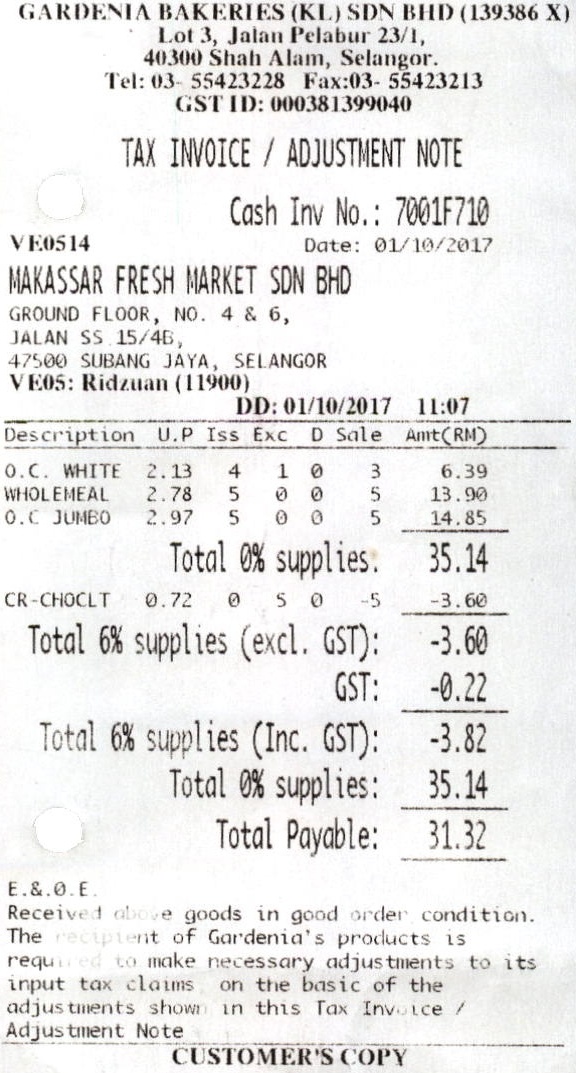 GARDENIA BAKERIES (KL) SDN BHD (139386 X)
Lot 3, Jalan Pelabur 23/1,
40300 Shah Alam, Selangor.
Tel: 03- 55423228 Fax:03- 55423213
GST ID: 000381399040
TAX INVOICE / ADJUSTMENT NOTE
Cash Inv No.: 7001F710
VE0514 Date: 01/10/2017
MAKASSAR FRESH MARKET SDN BHD
GROUND FLOOR, NO. 4 & 6,
JALAN SS 15/4B,
47500 SUBANG JAYA, SELANGOR
VE05: Ridzuan (11900)
DD: 01/10/2017 11:07
Description U.P Iss Exc D Sale Amt(RM)
O.C. WHITE 2.13 4 1 0 3 6.39
WHOLEMEAL 2.78 5 0 0 5 13.90
O.C JUMBO 2.97 5 0 0 5 14.85
Total 0% supplies: 35.14
CR-CHOCLT 0.72 0 5 0 -5 -3.60
Total 6% supplies (excl. GST): -3.60
GST: -0.22
Total 6% supplies (Inc. GST): -3.82
Total 0% supplies: 35.14
Total Payable: 31.32
E.&.O.E.
Received above goods in good order condition.
The recipient of Gardenia's products is
required to make necessary adjustments to its
input tax claims on the basic of the
adjustments shown in this Tax Invoice /
Adjustment Note
CUSTOMER'S COPY